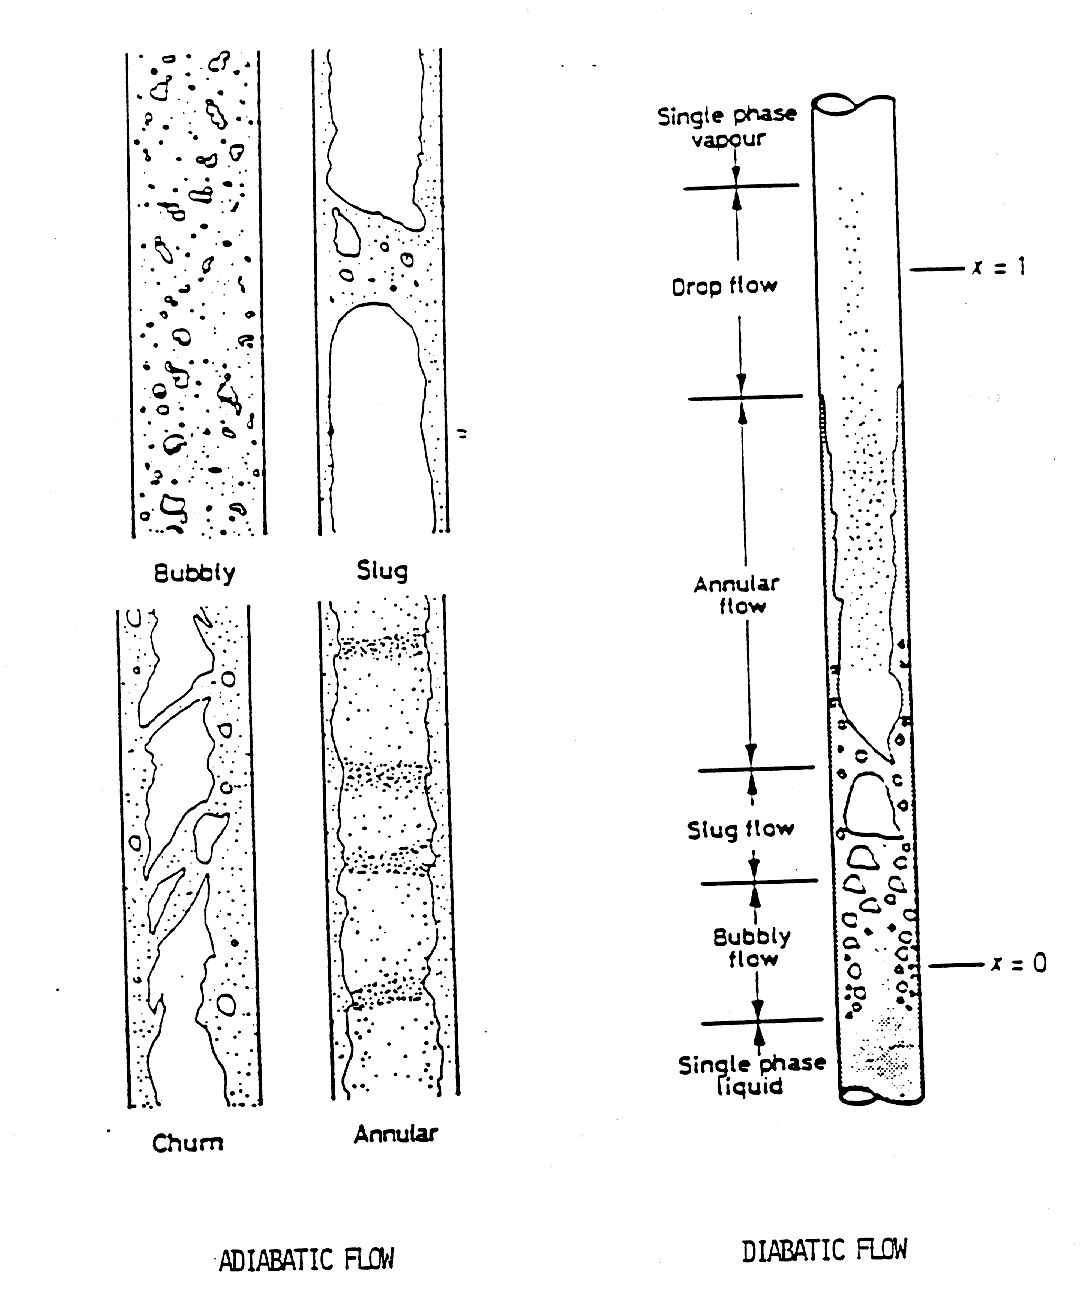 Bubbly
Slug
Churn
Annular
ADIABATIC FLOW
Single phase
vapour
Drop flow
Annular
flow
Slug flow
Bubbly
flow
Single phase
liquid
x = 1
x = 0
DIABATIC FLOW